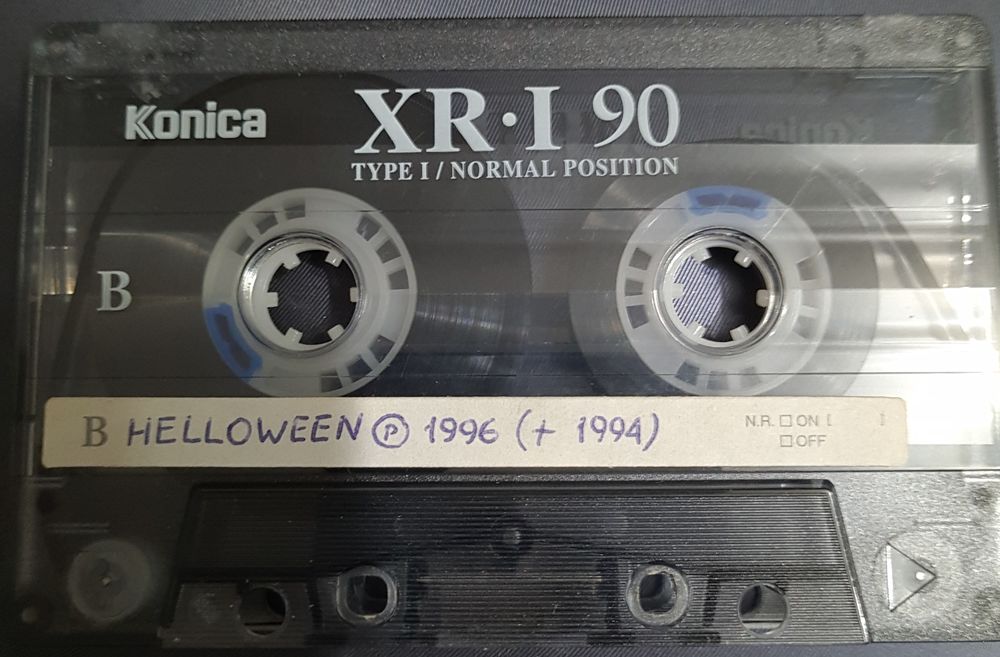 Konica
XR·I 90
TYPE I / NORMAL POSITION
B
B HELLOWEEN Ⓟ 1996 (+ 1994)
N.R. □ ON
□ OFF